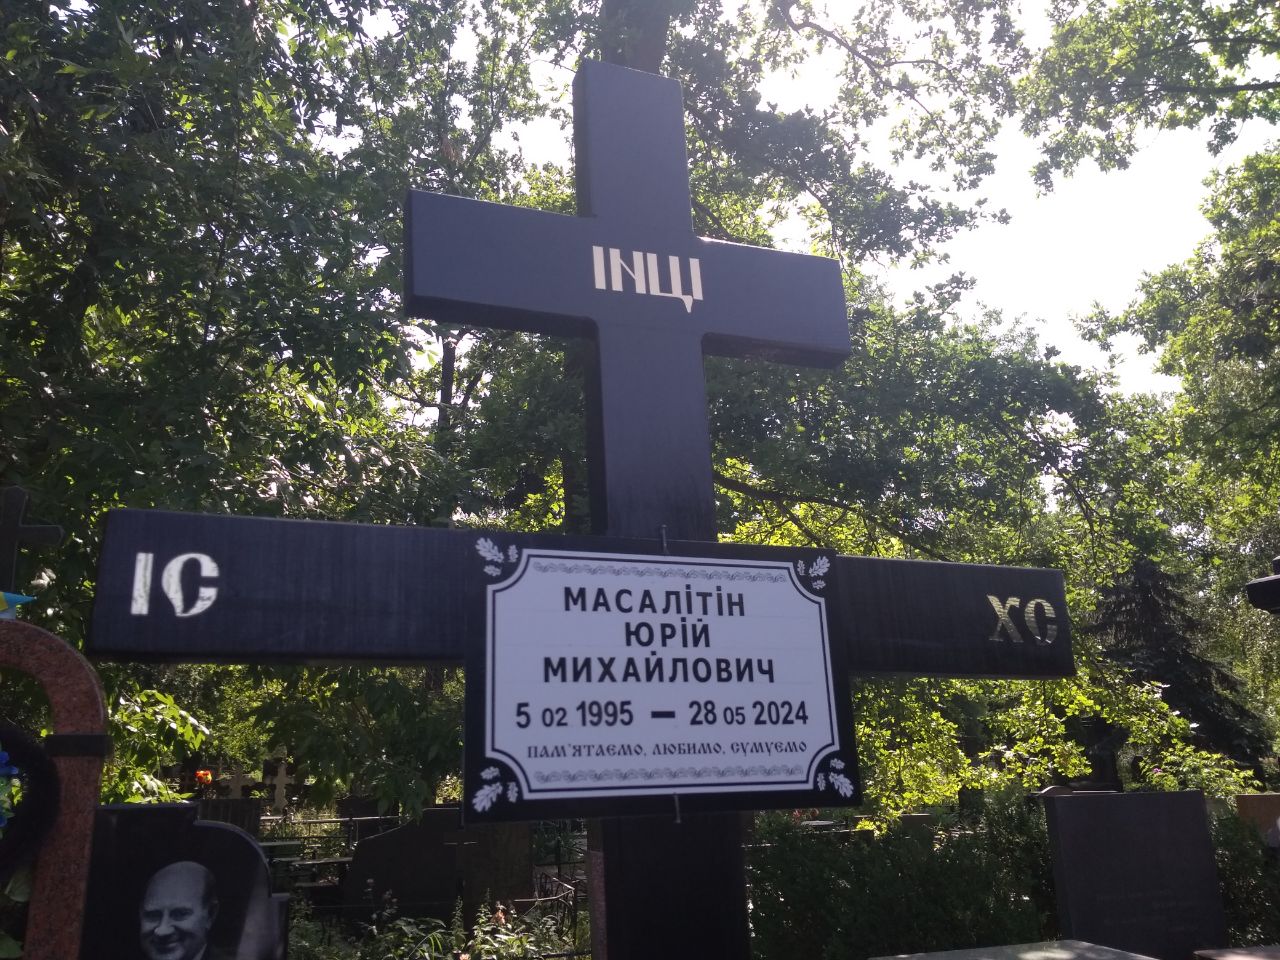 ІНЦІ
ІС
ХС
МАСАЛІТІН
ЮРІЙ
МИХАЙЛОВИЧ
5 02 1995 – 28 05 2024
ПАМ'ЯТАЄМО, ЛЮБИМО, СУМУЄМО